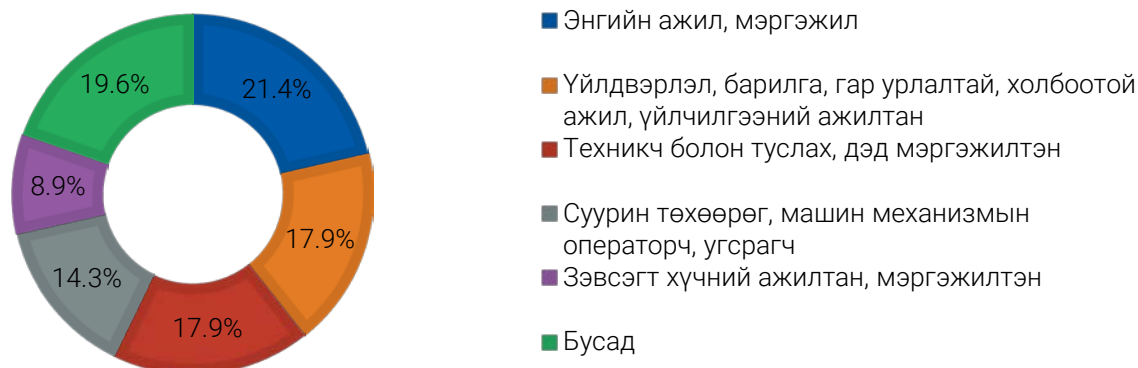 19.6%
21.4%
8.9%
17.9%
14.3%
17.9%
Энгийн ажил, мэргэжил
Үйлдвэрлэл, барилга, гар урлалтай, холбоотой
ажил, үйлчилгээний ажилтан
Техникч болон туслах, дэд мэргэжилтэн
Суурин төхөөрөг, машин механизмын
операторч, угсрагч
Зэвсэгт хүчний ажилтан, мэргэжилтэн
Бусад